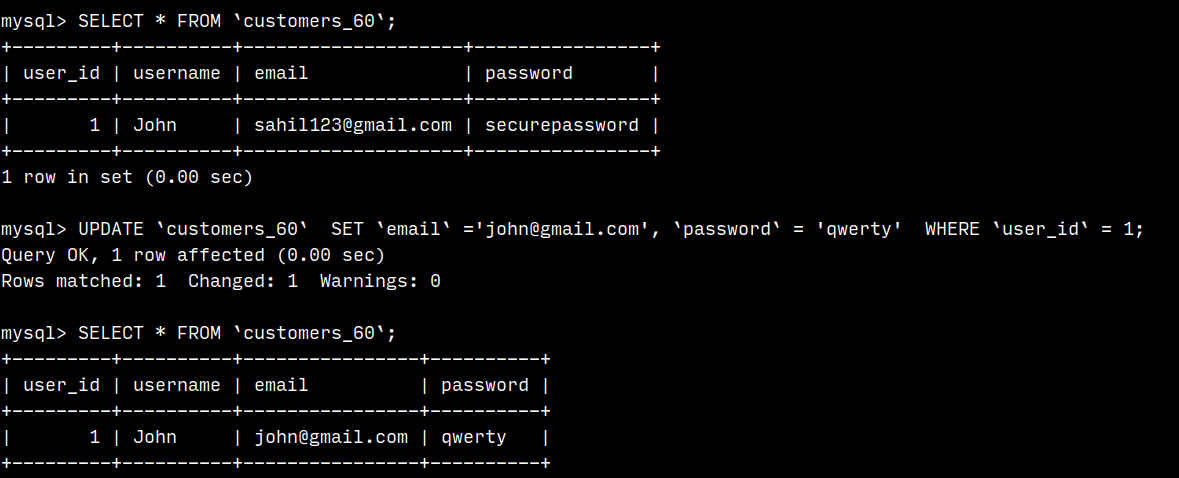 mysql> SELECT * FROM `customers_60`;
+---------+----------+--------------------+----------------+
| user_id | username | email              | password       |
+---------+----------+--------------------+----------------+
|       1 | John     | sahil123@gmail.com | securepassword |
+---------+----------+--------------------+----------------+
1 row in set (0.00 sec)
mysql> UPDATE `customers_60`  SET `email` ='john@gmail.com', `password` = 'qwerty'  WHERE `user_id` = 1;
Query OK, 1 row affected (0.00 sec)
Rows matched: 1  Changed: 1  Warnings: 0
mysql> SELECT * FROM `customers_60`;
+---------+----------+----------------+----------+
| user_id | username | email          | password |
+---------+----------+----------------+----------+
|       1 | John     | john@gmail.com | qwerty   |
+---------+----------+----------------+----------+